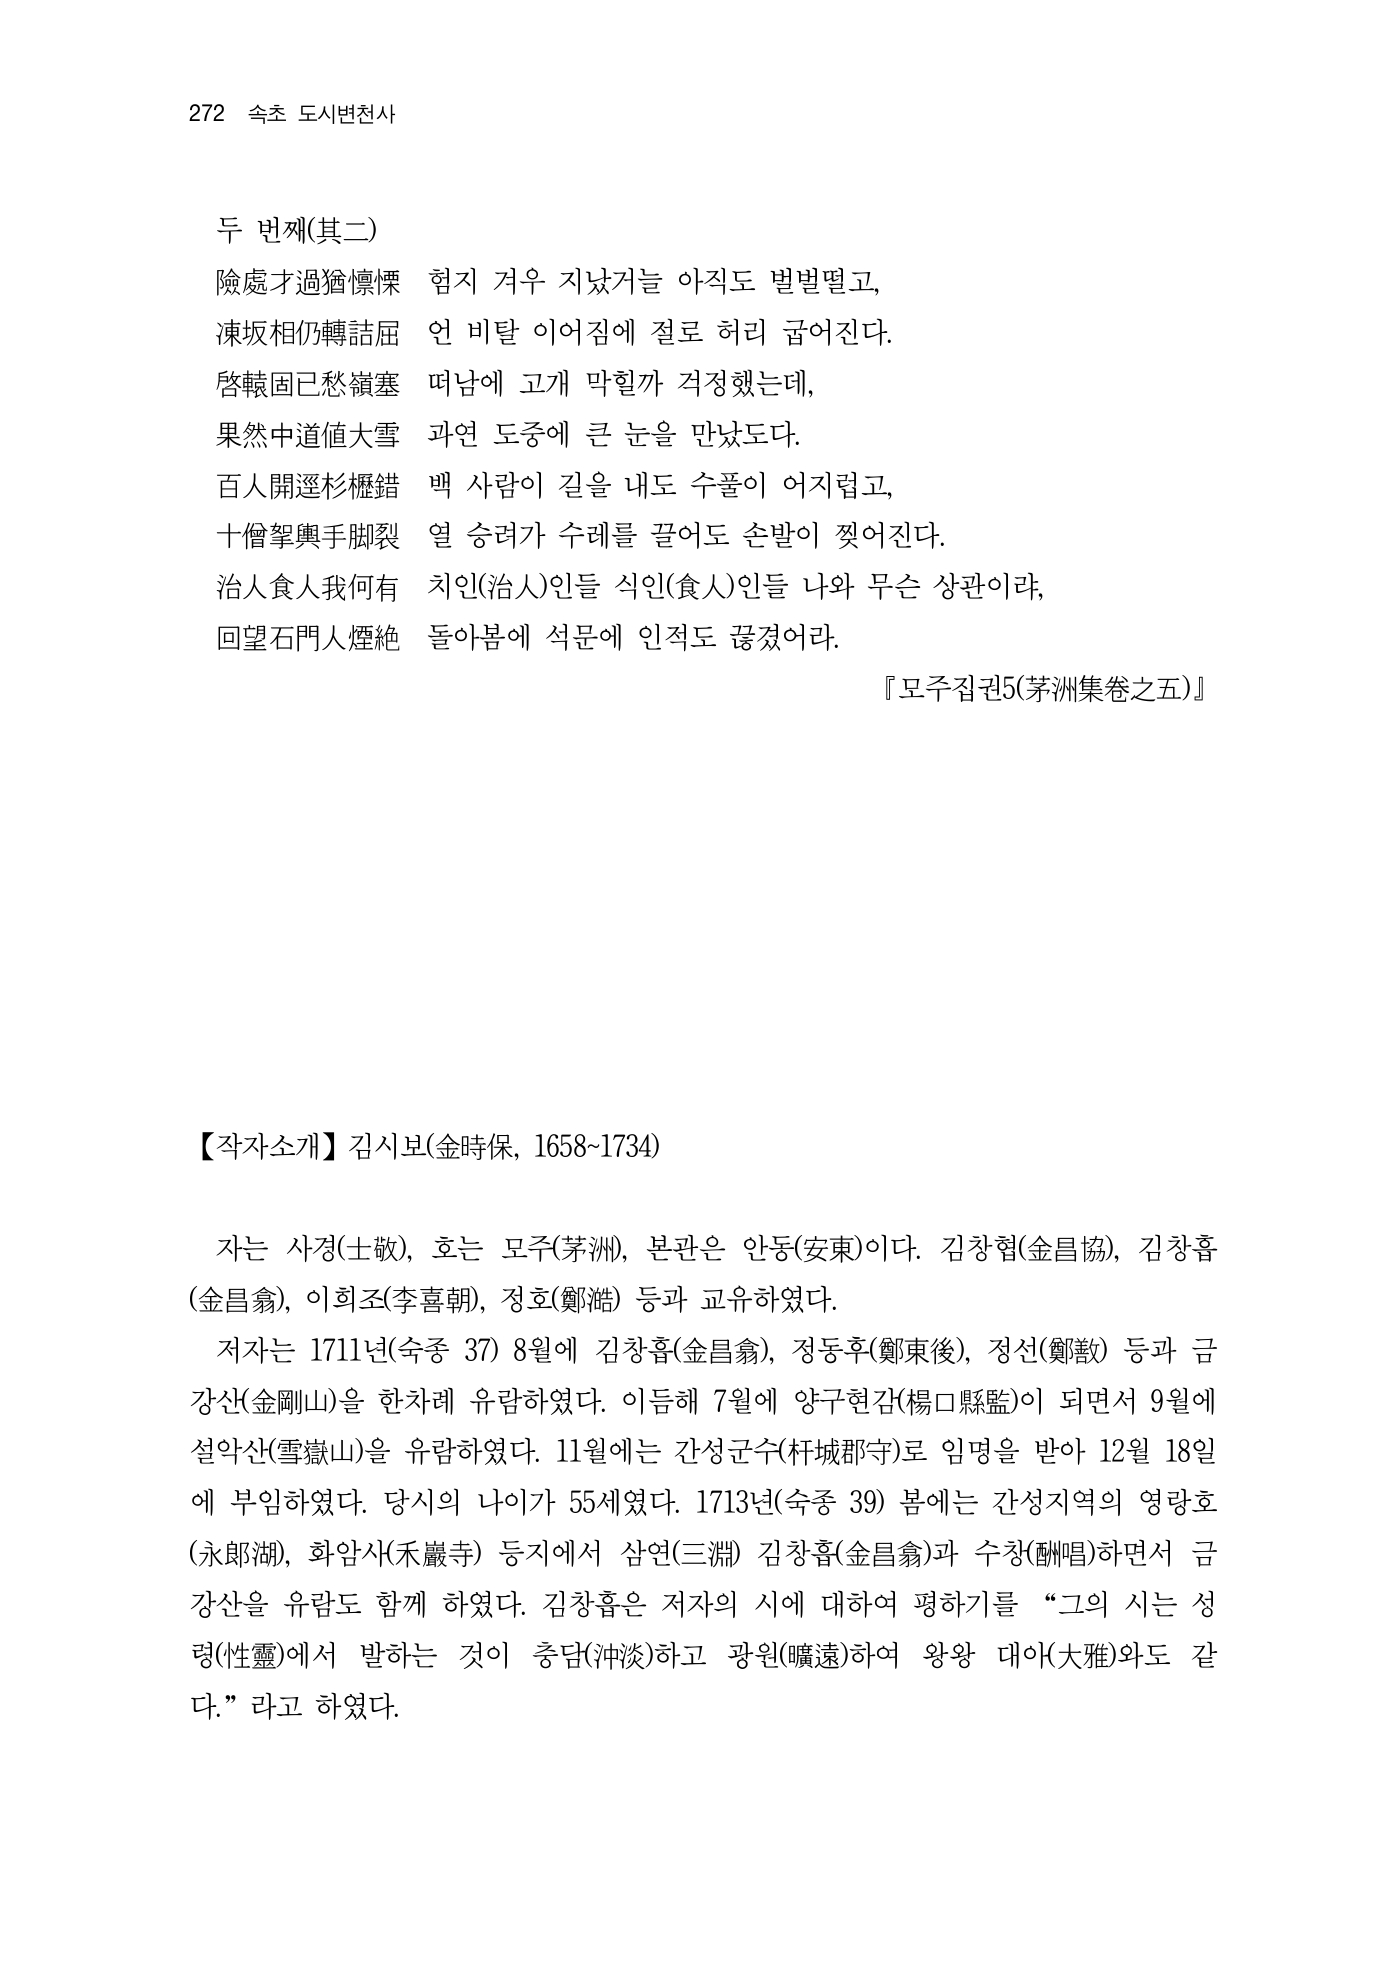 272 속초 도시변천사
두 번째(其二)
險處才過猶懍慄 험지 겨우 지났거늘 아직도 벌벌떨고,
凍坂相仍轉詰屈 언 비탈 이어짐에 절로 허리 굽어진다.
啓轅固已愁嶺塞 떠남에 고개 막힐까 걱정했는데,
果然中道値大雪 과연 도중에 큰 눈을 만났도다.
百人開逕杉櫪錯 백 사람이 길을 내도 수풀이 어지럽고,
十僧挐輿手脚裂 열 승려가 수레를 끌어도 손발이 찢어진다.
治人食人我何有 치인(治人)인들 식인(食人)인들 나와 무슨 상관이랴,
回望石門人煙絶 돌아봄에 석문에 인적도 끊겼어라.
『모주집권5(茅洲集卷之五)』
【작자소개】김시보(金時保, 1658~1734)
자는 사경(士敬), 호는 모주(茅洲), 본관은 안동(安東)이다. 김창협(金昌協), 김창흡
(金昌翕), 이희조(李喜朝), 정호(鄭澔) 등과 교유하였다.
저자는 1711년(숙종 37) 8월에 김창흡(金昌翕), 정동후(鄭東後), 정선(鄭敾) 등과 금
강산(金剛山)을 한차례 유람하였다. 이듬해 7월에 양구현감(楊口縣監)이 되면서 9월에
설악산(雪嶽山)을 유람하였다. 11월에는 간성군수(杆城郡守)로 임명을 받아 12월 18일
에 부임하였다. 당시의 나이가 55세였다. 1713년(숙종 39) 봄에는 간성지역의 영랑호
(永郞湖), 화암사(禾巖寺) 등지에서 삼연(三淵) 김창흡(金昌翕)과 수창(酬唱)하면서 금
강산을 유람도 함께 하였다. 김창흡은 저자의 시에 대하여 평하기를 “그의 시는 성
령(性靈)에서 발하는 것이 충담(沖淡)하고 광원(曠遠)하여 왕왕 대아(大雅)와도 같
다.” 라고 하였다.